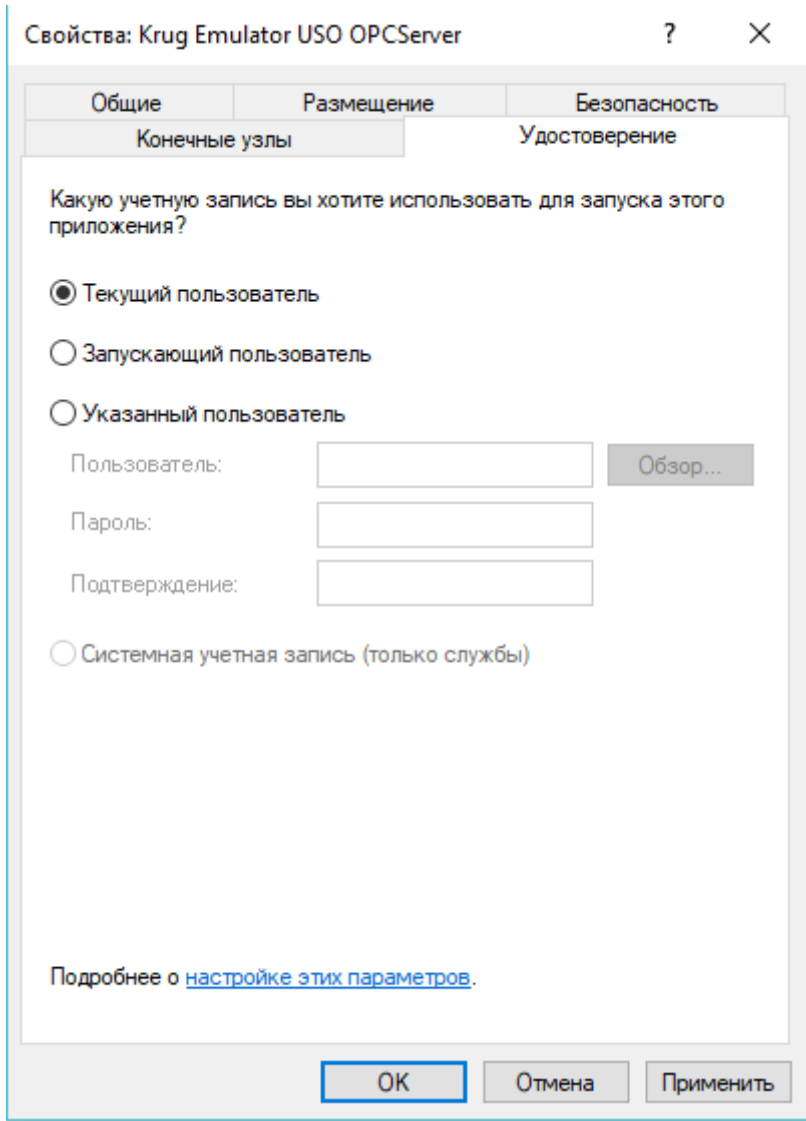 Свойства: Krug Emulator USO OPCServer ? ×
Общие Размещение Безопасность
Конечные узлы Удостоверение
Какую учетную запись вы хотите использовать для запуска этого
приложения?
Текущий пользователь
Запускающий пользователь
Указанный пользователь
Пользователь: Обзор...
Пароль:
Подтверждение:
Системная учетная запись (только службы)
Подробнее о настройке этих параметров.
OK Отмена Применить